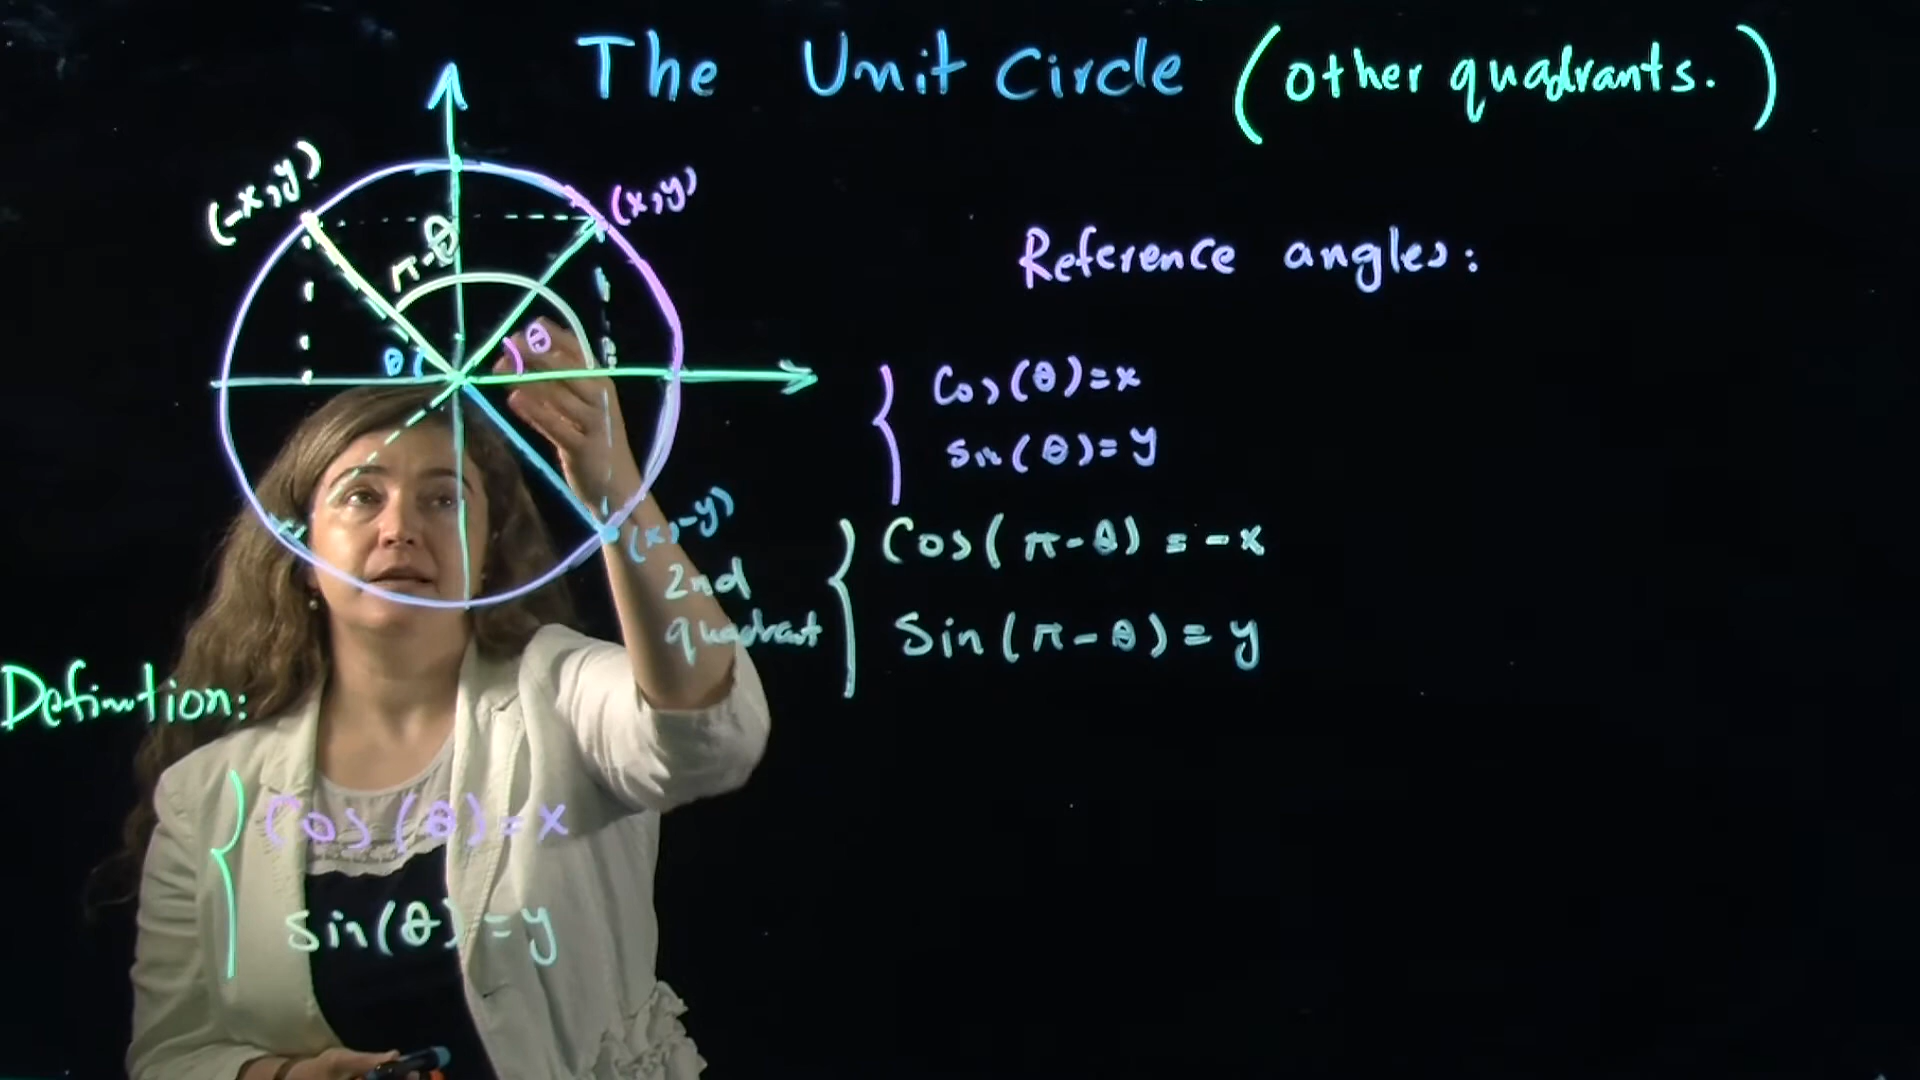 The Unit Circle (other quadrants.)
(-x,y)
(x,y)
π-θ
θ
θ
(x,-y)
Reference angles:
Cos(θ)=x
sin(θ)=y
2nd
quadrant
Cos(π-θ) = -x
Sin(π-θ)= y
Definition:
Cos(θ)=x
Sin(θ)=y